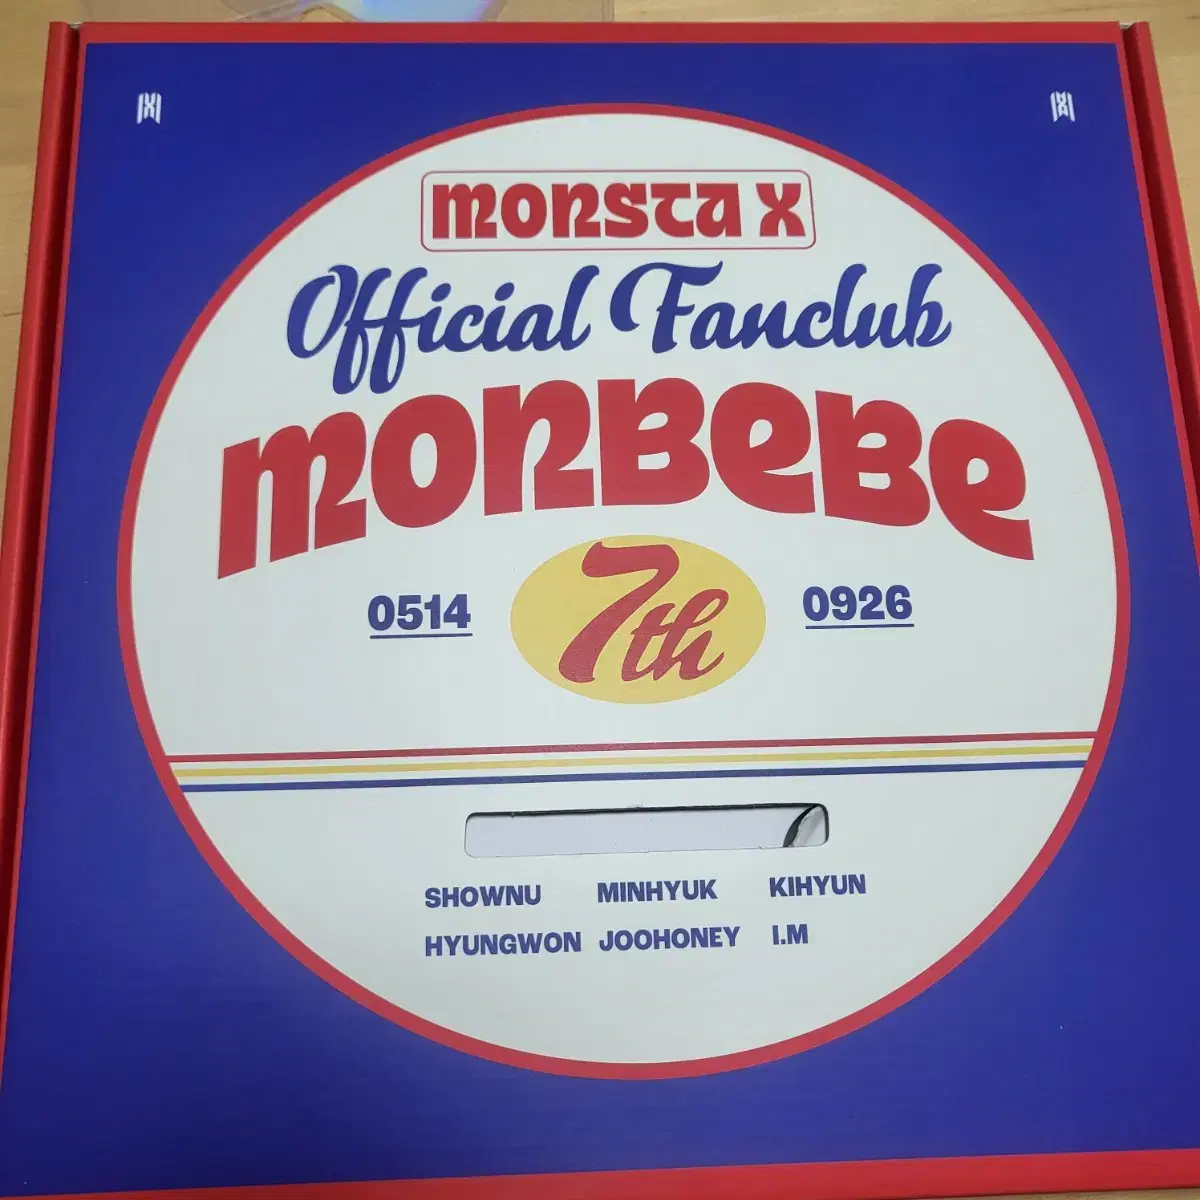 MONSTA X
Official Fanclub
MONBEBE
0514 7th 0926
SHOWNU MINHYUK KIHYUN
HYUNGWON JOOHONEY I.M